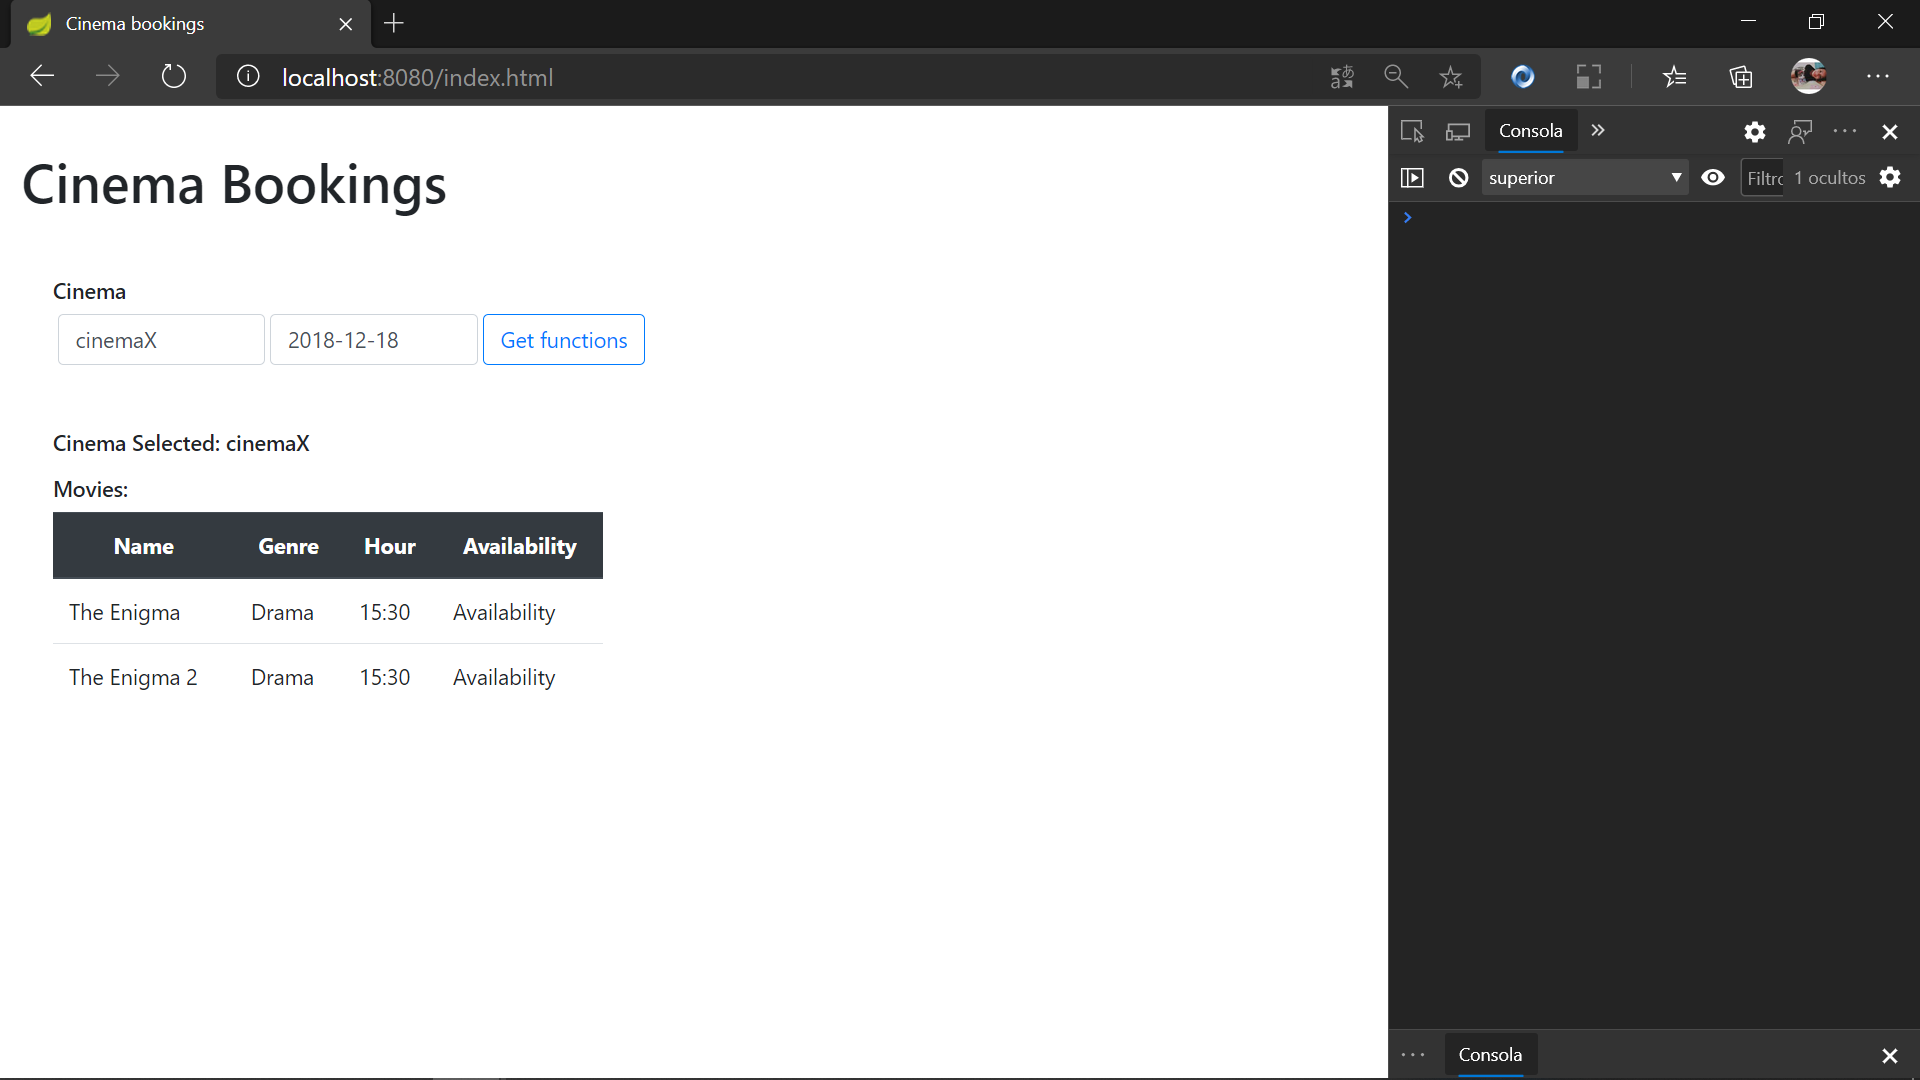 Cinema bookings
localhost:8080/index.html
Consola
superior
Filtro 1 ocultos
Cinema Bookings
Cinema
cinemaX 2018-12-18 Get functions
Cinema Selected: cinemaX
Movies:
Name Genre Hour Availability
The Enigma Drama 15:30 Availability
The Enigma 2 Drama 15:30 Availability
Consola